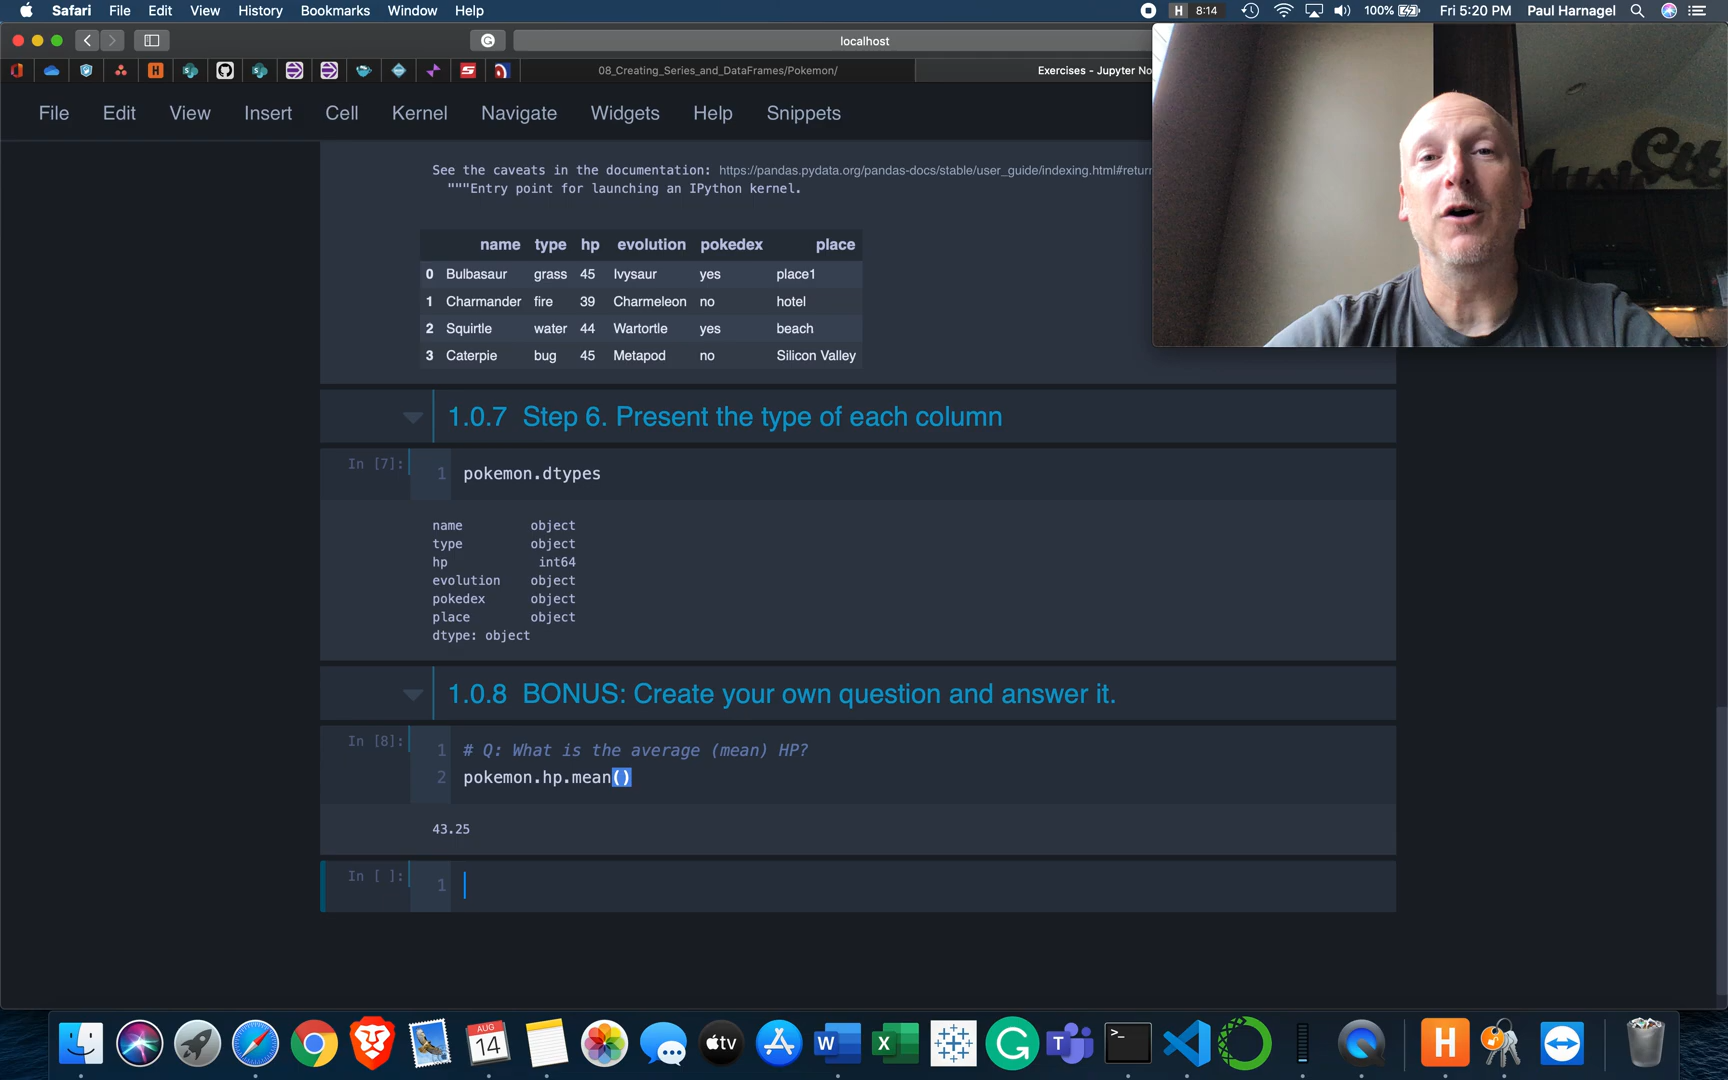 Safari File Edit View History Bookmarks Window Help
H 8:14 100% Fri 5:20 PM Paul Harnagel
localhost
08_Creating_Series_and_DataFrames/Pokemon/
Exercises - Jupyter No
File Edit View Insert Cell Kernel Navigate Widgets Help Snippets
See the caveats in the documentation: https://pandas.pydata.org/pandas-docs/stable/user_guide/indexing.html#retur
"""Entry point for launching an IPython kernel.
name type hp evolution pokedex place
0 Bulbasaur grass 45 Ivysaur yes place1
1 Charmander fire 39 Charmeleon no hotel
2 Squirtle water 44 Wartortle yes beach
3 Caterpie bug 45 Metapod no Silicon Valley
1.0.7 Step 6. Present the type of each column
In [7]:
1 pokemon.dtypes
name object
type object
hp int64
evolution object
pokedex object
place object
dtype: object
1.0.8 BONUS: Create your own question and answer it.
In [8]:
1 # Q: What is the average (mean) HP?
2 pokemon.hp.mean()
43.25
In [ ]:
1
AUG
14
tv
W
X
G
T
>_
H